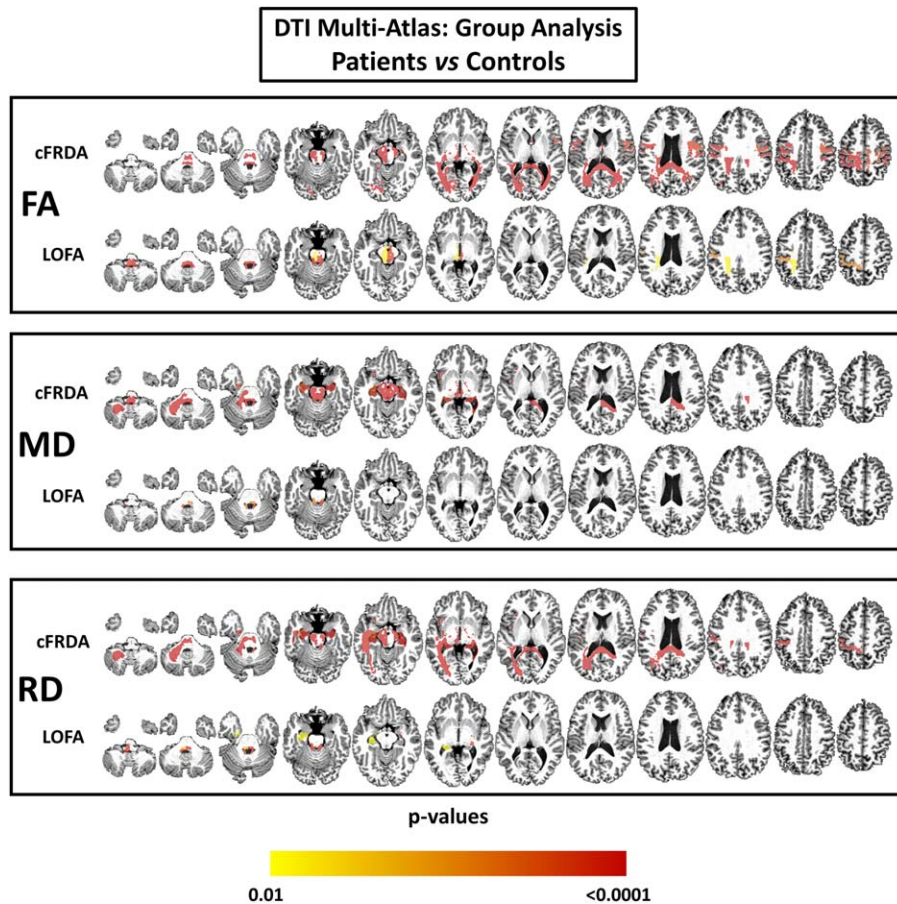 DTI Multi-Atlas: Group Analysis
Patients vs Controls
cFRDA
FA
LOFA
cFRDA
MD
LOFA
cFRDA
RD
LOFA
p-values
0.01 <0.0001